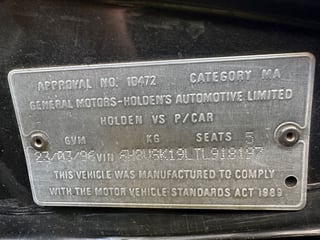 APPROVAL NO. 10472 CATEGORY MA
GENERAL MOTORS-HOLDEN'S AUTOMOTIVE LIMITED
HOLDEN VS P/CAR
GVM KG SEATS 5
23/03/96 VIN
THIS VEHICLE WAS MANUFACTURED TO COMPLY
WITH THE MOTOR VEHICLE STANDARDS ACT 1989